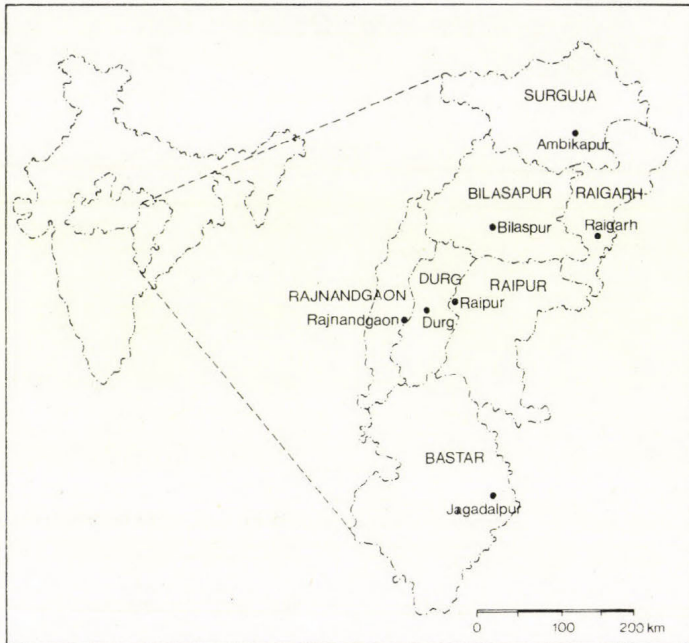 SURGUJA
Ambikapur
BILASAPUR
RAIGARH
Bilaspur
Raigarh
DURG
RAIPUR
RAJNANDGAON
Raipur
Rajnandgaon
Durg
BASTAR
Jagadalpur
0 100 200 km